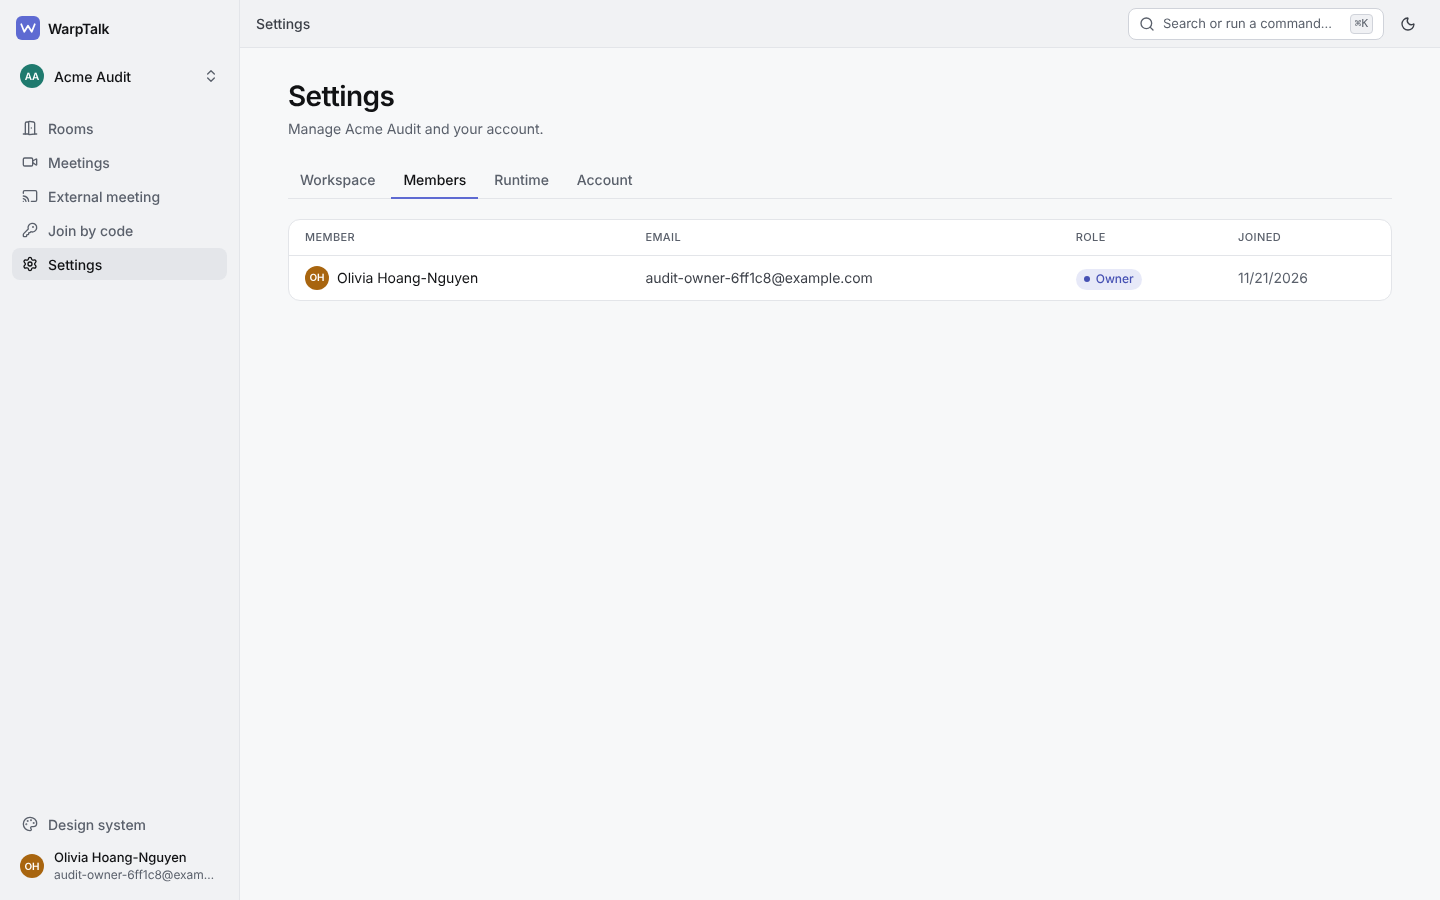 WarpTalk
Settings
Search or run a command...
⌘K
AA
Acme Audit
Rooms
Meetings
External meeting
Join by code
Settings
Settings
Manage Acme Audit and your account.
Workspace Members Runtime Account
MEMBER EMAIL ROLE JOINED
OH Olivia Hoang-Nguyen audit-owner-6ff1c8@example.com Owner 11/21/2026
Design system
OH
Olivia Hoang-Nguyen
audit-owner-6ff1c8@exam...